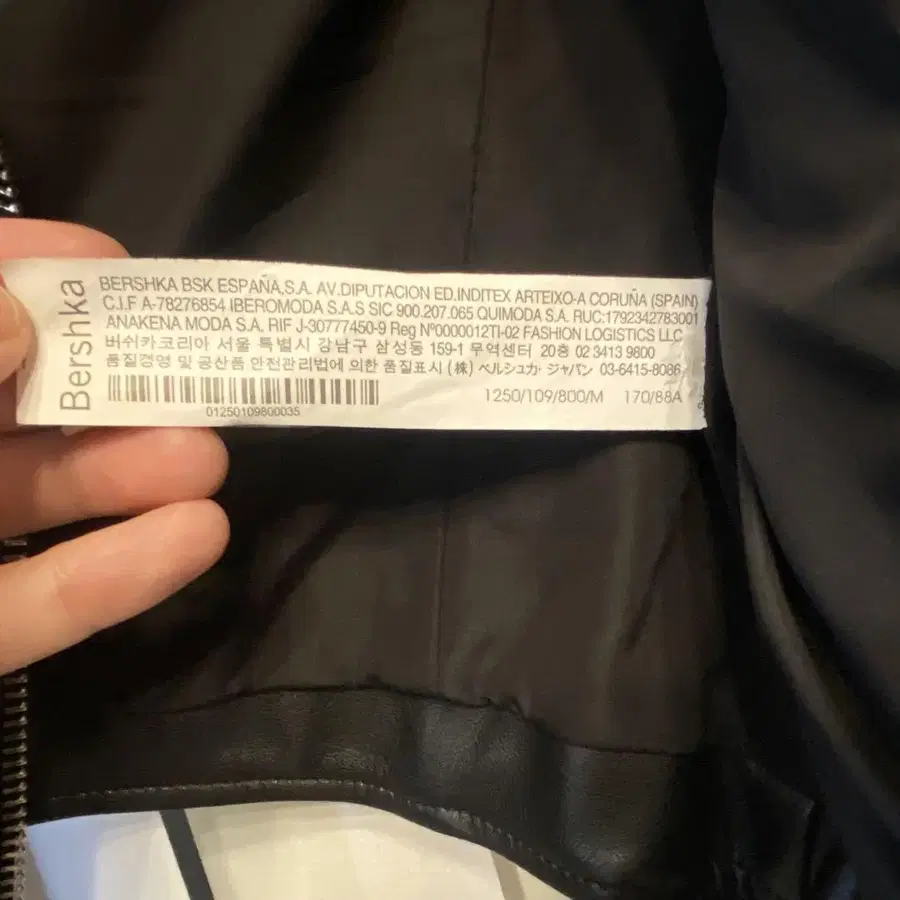 Bershka
BERSHKA BSK ESPAÑA,S.A. AV.DIPUTACION ED.INDITEX ARTEIXO-A CORUÑA (SPAIN)
C.I.F A-78276854 IBEROMODA S.A.S SIC 900.207.065 QUIMODA S.A. RUC:1792342783001
ANAKENA MODA S.A. RIF J-30777450-9 Reg Nº0000012TI-02 FASHION LOGISTICS LLC
버쉬카코리아 서울 특별시 강남구 삼성동 159-1 무역센터 20층 02 3413 9800
품질경영 및 공산품 안전관리법에 의한 품질표시 (株) ベルシュカ・ジャパン 03-6415-8086
01250109800035
1250/109/800/M 170/88A